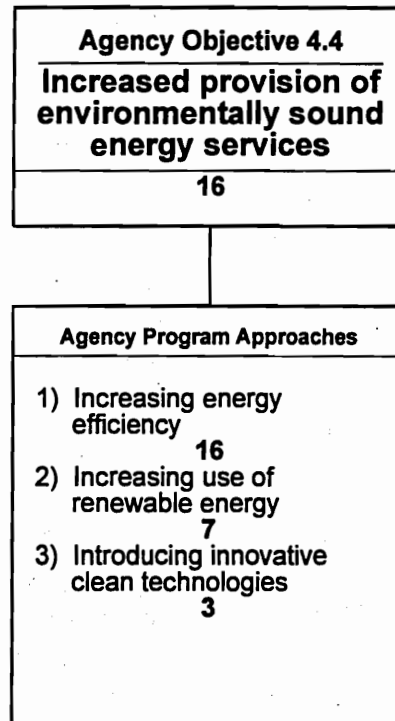 Agency Objective 4.4
Increased provision of
environmentally sound
energy services
16
Agency Program Approaches
1) Increasing energy
efficiency
16
2) Increasing use of
renewable energy
7
3) Introducing innovative
clean technologies
3